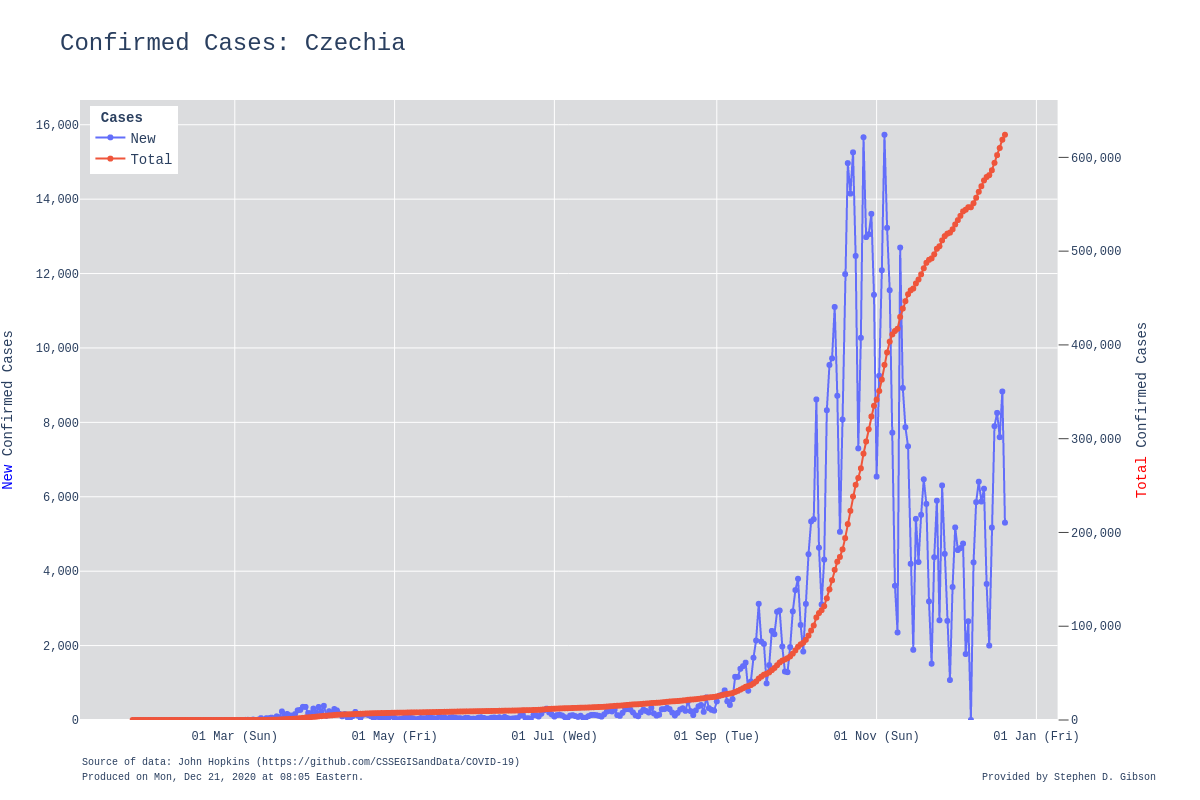 Confirmed Cases: Czechia
Cases
New
Total
16,000
14,000
12,000
10,000
8,000
6,000
4,000
2,000
0
New Confirmed Cases
600,000
500,000
400,000
300,000
200,000
100,000
0
Total Confirmed Cases
01 Mar (Sun)
01 May (Fri)
01 Jul (Wed)
01 Sep (Tue)
01 Nov (Sun)
01 Jan (Fri)
Source of data: John Hopkins (https://github.com/CSSEGISandData/COVID-19)
Produced on Mon, Dec 21, 2020 at 08:05 Eastern.
Provided by Stephen D. Gibson